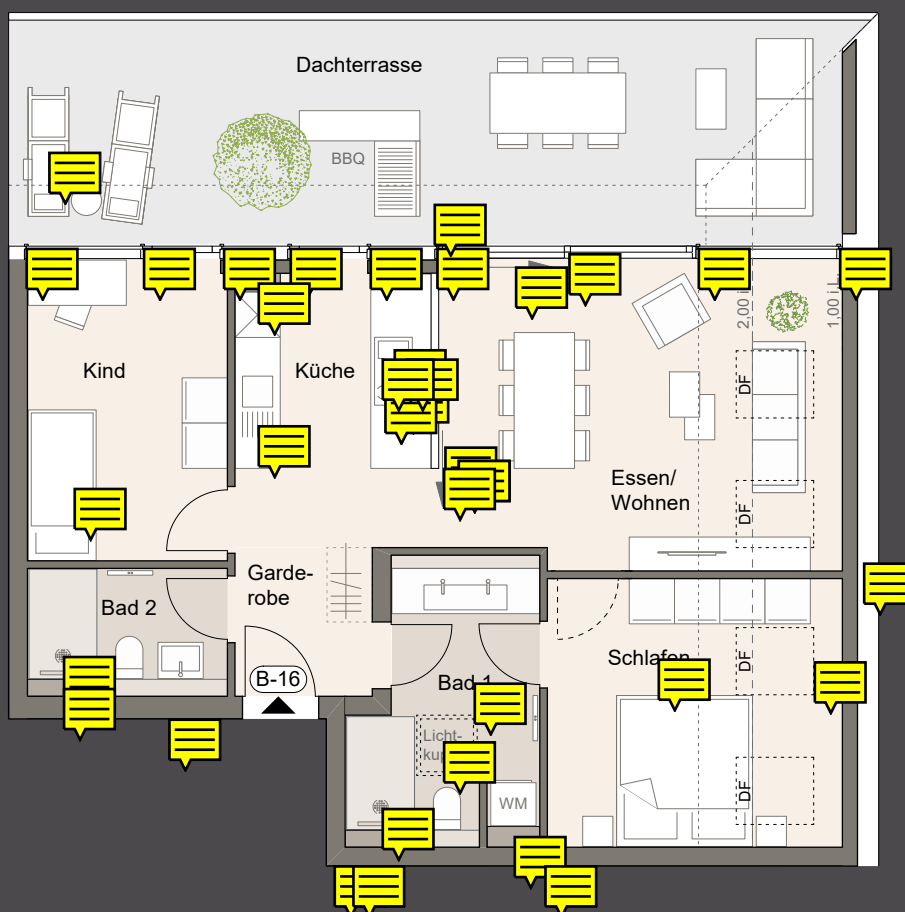 Dachterrasse
BBQ
2,00 i
1,00 i.L.
Kind
Küche
DF
Essen/
Wohnen
DF
Garde-
robe
Bad 2
B-16
Bad 1
Schlafen
DF
Licht-
DF
WM